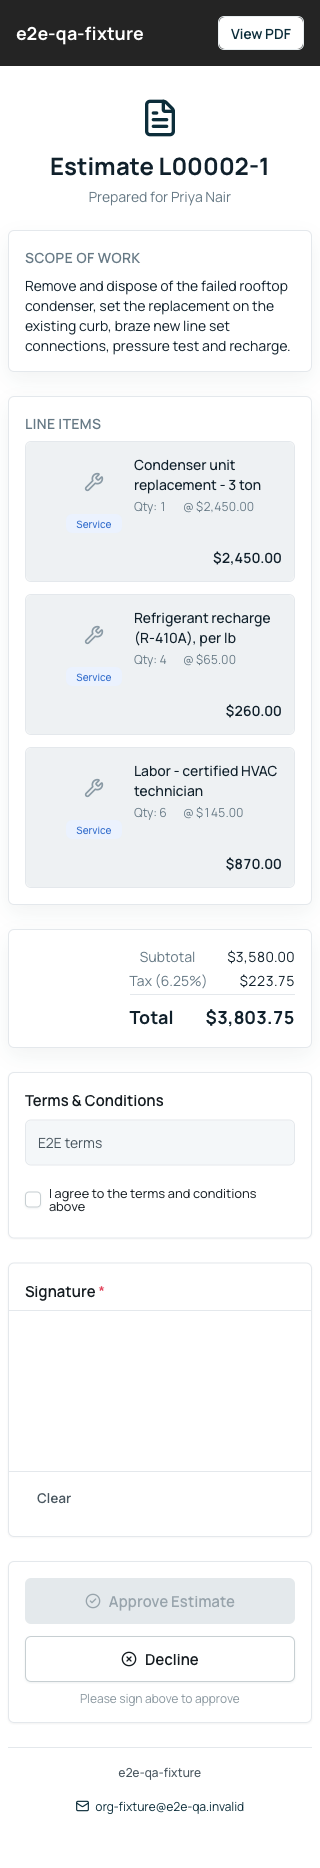 e2e-qa-fixture
View PDF
Estimate L00002-1
Prepared for Priya Nair
SCOPE OF WORK
Remove and dispose of the failed rooftop
condenser, set the replacement on the
existing curb, braze new line set
connections, pressure test and recharge.
LINE ITEMS
Condenser unit
replacement - 3 ton
Qty: 1 @ $2,450.00
Service
$2,450.00
Refrigerant recharge
(R-410A), per lb
Qty: 4 @ $65.00
Service
$260.00
Labor - certified HVAC
technician
Qty: 6 @ $145.00
Service
$870.00
Subtotal $3,580.00
Tax (6.25%) $223.75
Total $3,803.75
Terms & Conditions
E2E terms
I agree to the terms and conditions
above
Signature *
Clear
Approve Estimate
Decline
Please sign above to approve
e2e-qa-fixture
org-fixture@e2e-qa.invalid